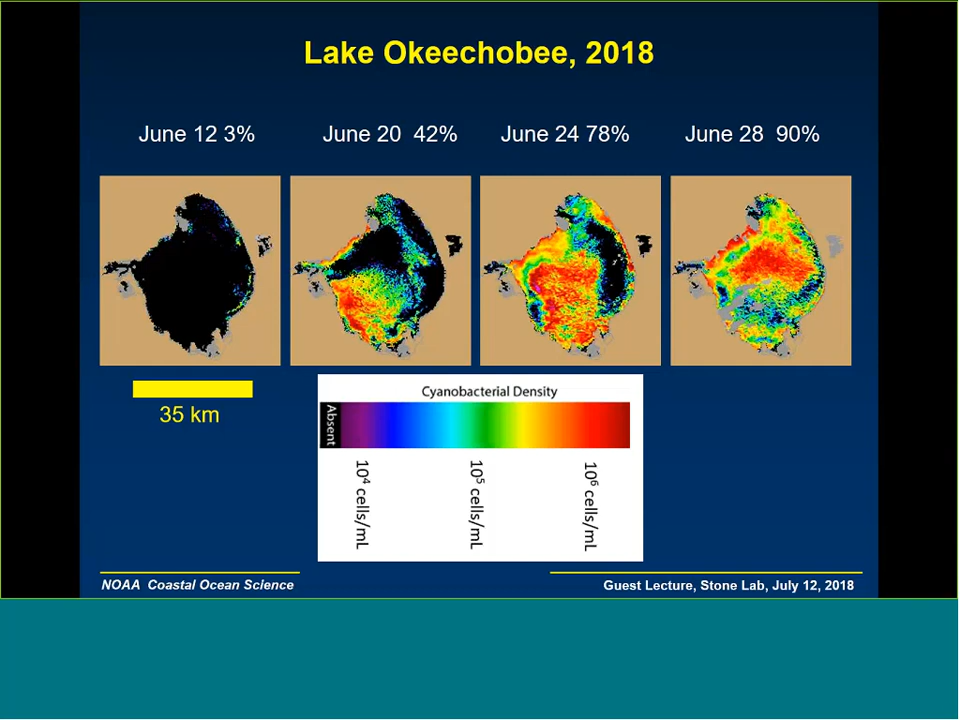 Lake Okeechobee, 2018
June 12 3%
June 20 42%
June 24 78%
June 28 90%
35 km
Cyanobacterial Density
Absent
10⁴ cells/mL
10⁵ cells/mL
10⁶ cells/mL
NOAA Coastal Ocean Science
Guest Lecture, Stone Lab, July 12, 2018